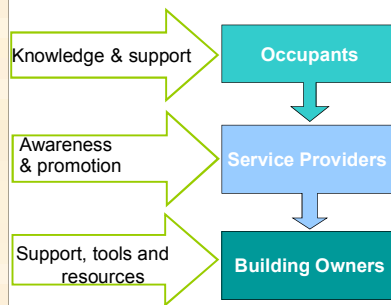 Knowledge & support
Occupants
Awareness
& promotion
Service Providers
Support, tools and
resources
Building Owners